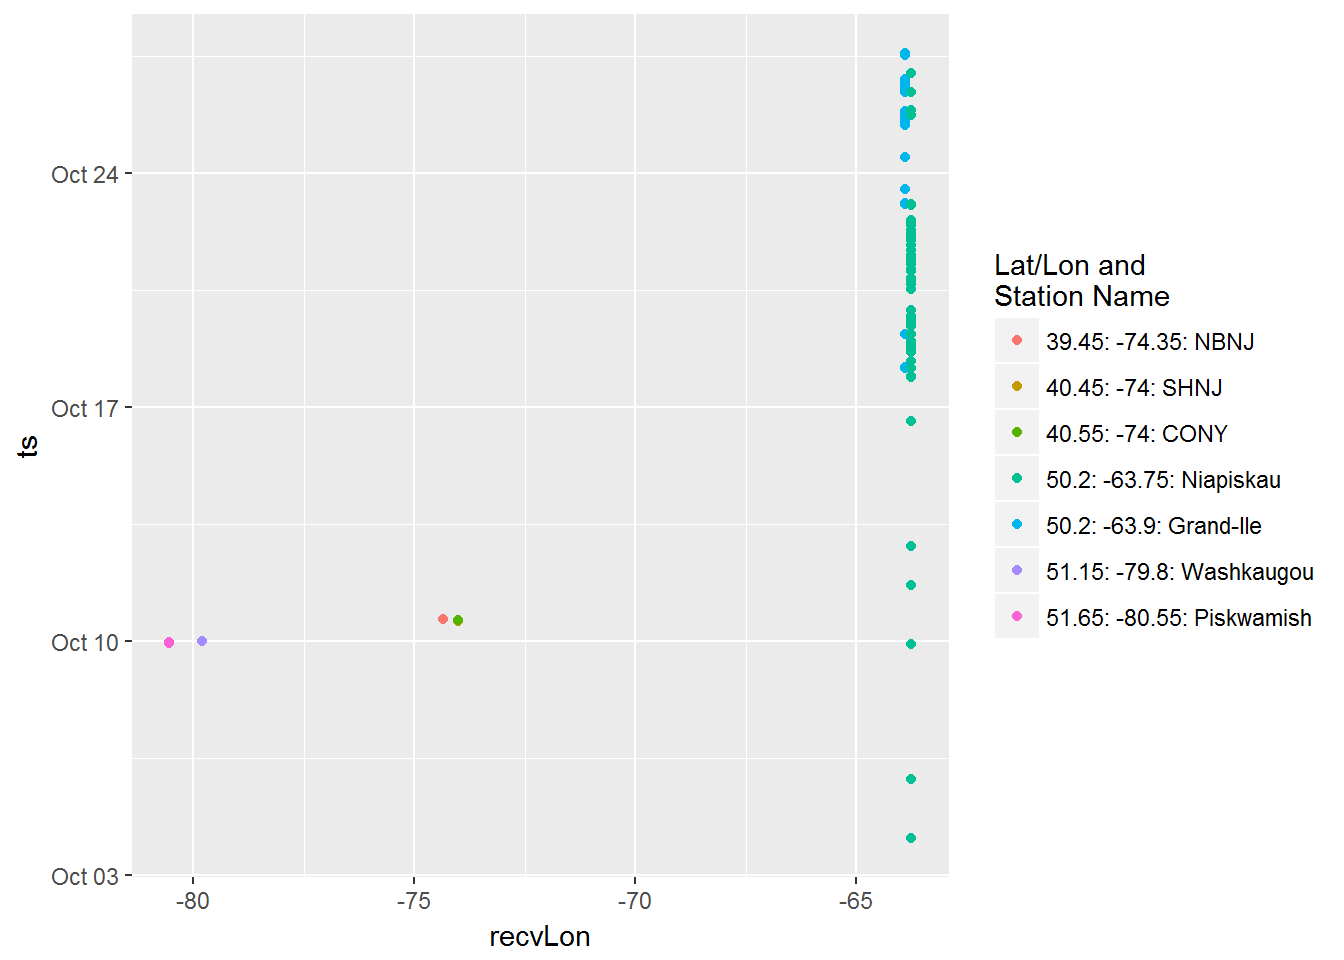 Oct 24
Oct 17
Oct 10
Oct 03
ts
-80
-75
-70
-65
recvLon
Lat/Lon and
Station Name
39.45: -74.35: NBNJ
40.45: -74: SHNJ
40.55: -74: CONY
50.2: -63.75: Niapiskau
50.2: -63.9: Grand-Ile
51.15: -79.8: Washkaugou
51.65: -80.55: Piskwamish